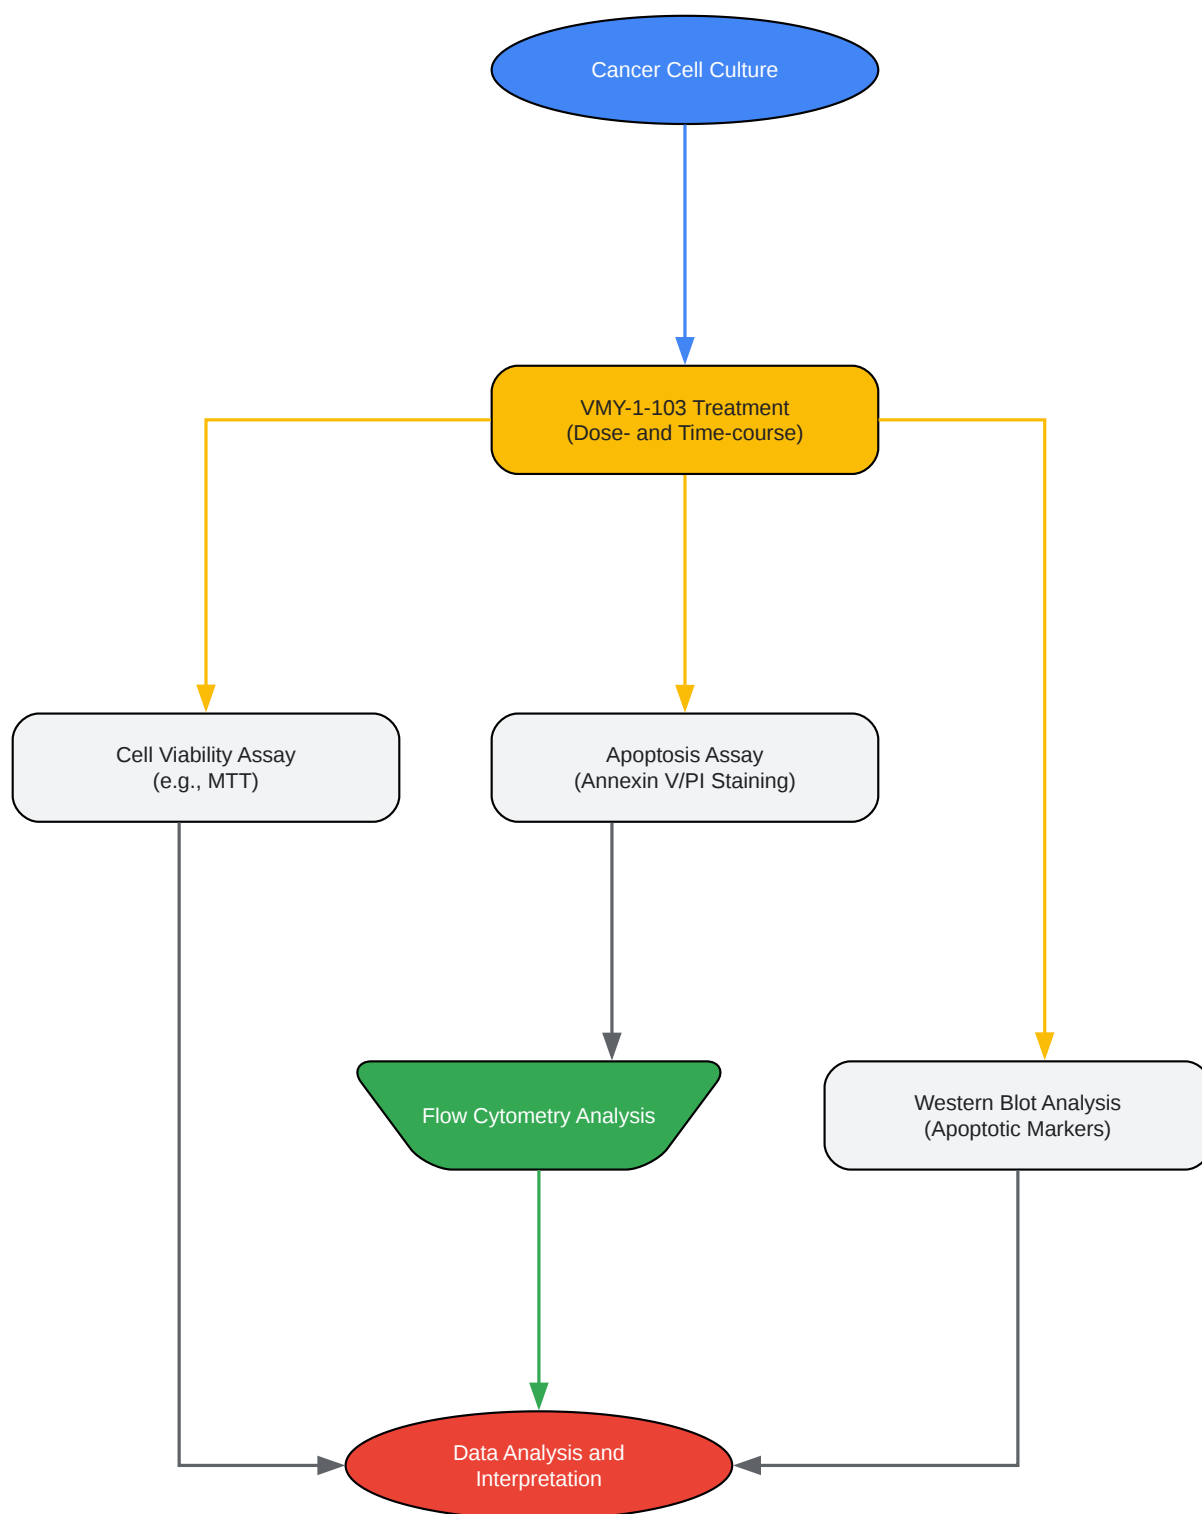 Cancer Cell Culture
VMY-1-103 Treatment
(Dose- and Time-course)
Cell Viability Assay
(e.g., MTT)
Apoptosis Assay
(Annexin V/PI Staining)
Flow Cytometry Analysis
Western Blot Analysis
(Apoptotic Markers)
Data Analysis and
Interpretation